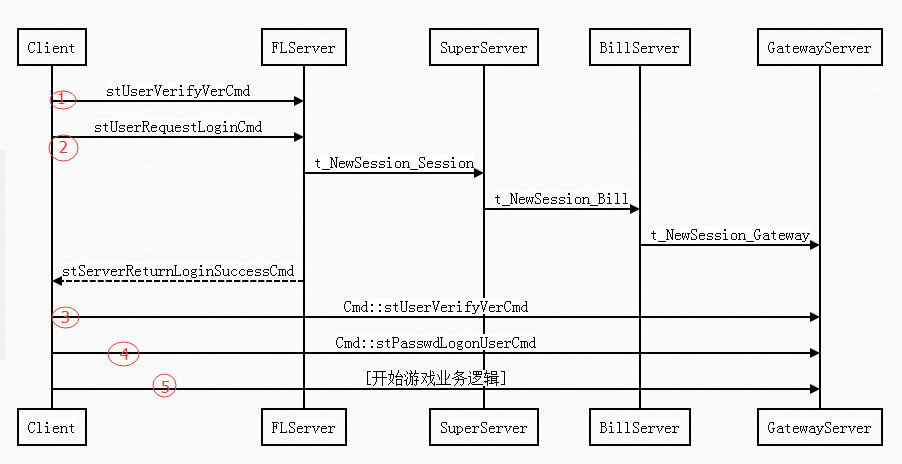 Client FLServer SuperServer BillServer GatewayServer
① stUserVerifyVerCmd
② stUserRequestLoginCmd
t_NewSession_Session
t_NewSession_Bill
t_NewSession_Gateway
stServerReturnLoginSuccessCmd
③ Cmd::stUserVerifyVerCmd
④ Cmd::stPasswdLogonUserCmd
⑤ [开始游戏业务逻辑]
Client FLServer SuperServer BillServer GatewayServer